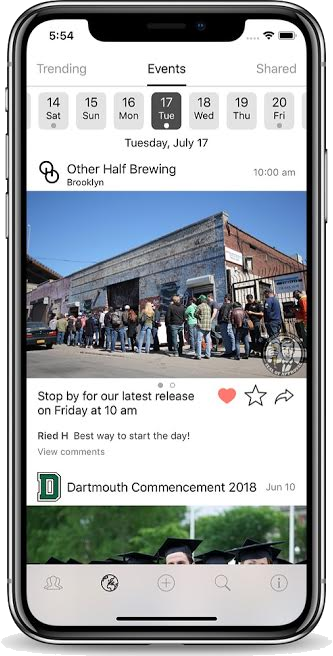 5:54
Trending Events Shared
14 15 16 17 18 19 20
Sat Sun Mon Tue Wed Thu Fri
Tuesday, July 17
Other Half Brewing
Brooklyn
10:00 am
Stop by for our latest release
on Friday at 10 am
Ried H Best way to start the day!
View comments
D
Dartmouth Commencement 2018 Jun 10